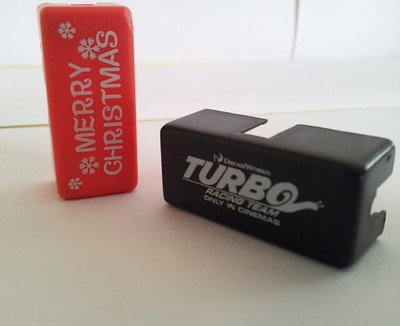 MERRY
CHRISTMAS
DREAMWORKS
TURBO
RACING TEAM
ONLY IN CINEMAS